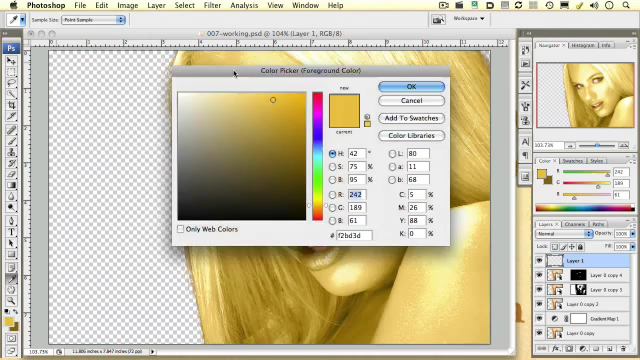 Photoshop File Edit Image Layer Select Filter Analysis View Window Help
Sample Size: Point Sample
Workspace
007-working.psd @ 104% (Layer 1, RGB/8)
Navigator Histogram Info
103.73%
Color Picker (Foreground Color)
new
current
OK
Cancel
Add To Swatches
Color Libraries
H: 42 °
S: 75 %
B: 95 %
R: 242
G: 189
B: 61
# f2bd3d
L: 80
a: 11
b: 68
C: 5 %
M: 26 %
Y: 88 %
K: 0 %
Only Web Colors
Color Swatches Styles
R 242
G 189
B 61
Layers Channels Paths
Normal Opacity: 100%
Lock: Fill: 100%
Layer 1
Layer 0 copy 4
Layer 0 copy 3
Layer 0 copy 2
Gradient Map 1
Layer 0 copy
103.73% 11.806 inches x 7.847 inches (72 ppi)